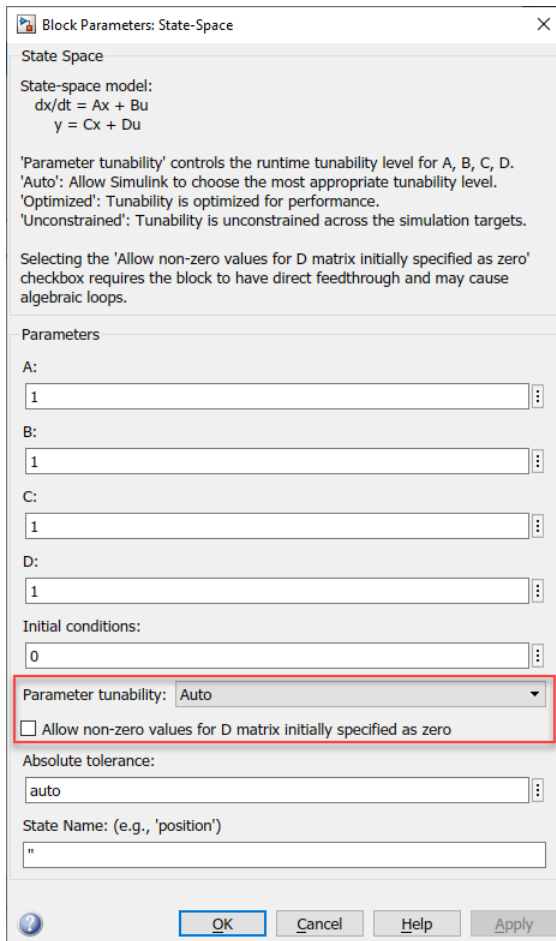 Block Parameters: State-Space
State Space
State-space model:
dx/dt = Ax + Bu
y = Cx + Du
'Parameter tunability' controls the runtime tunability level for A, B, C, D.
'Auto': Allow Simulink to choose the most appropriate tunability level.
'Optimized': Tunability is optimized for performance.
'Unconstrained': Tunability is unconstrained across the simulation targets.
Selecting the 'Allow non-zero values for D matrix initially specified as zero'
checkbox requires the block to have direct feedthrough and may cause
algebraic loops.
Parameters
A:
1
B:
1
C:
1
D:
1
Initial conditions:
0
Parameter tunability: Auto
Allow non-zero values for D matrix initially specified as zero
Absolute tolerance:
auto
State Name: (e.g., 'position')
''
OK Cancel Help Apply